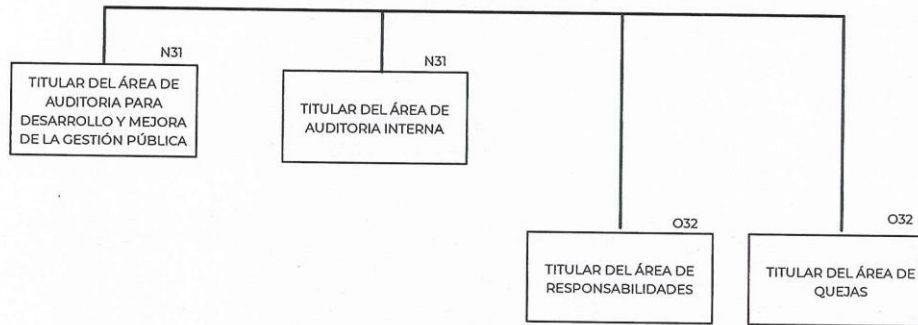 N31
TITULAR DEL ÁREA DE
AUDITORIA PARA
DESARROLLO Y MEJORA
DE LA GESTIÓN PÚBLICA
N31
TITULAR DEL ÁREA DE
AUDITORIA INTERNA
O32
TITULAR DEL ÁREA DE
RESPONSABILIDADES
O32
TITULAR DEL ÁREA DE
QUEJAS